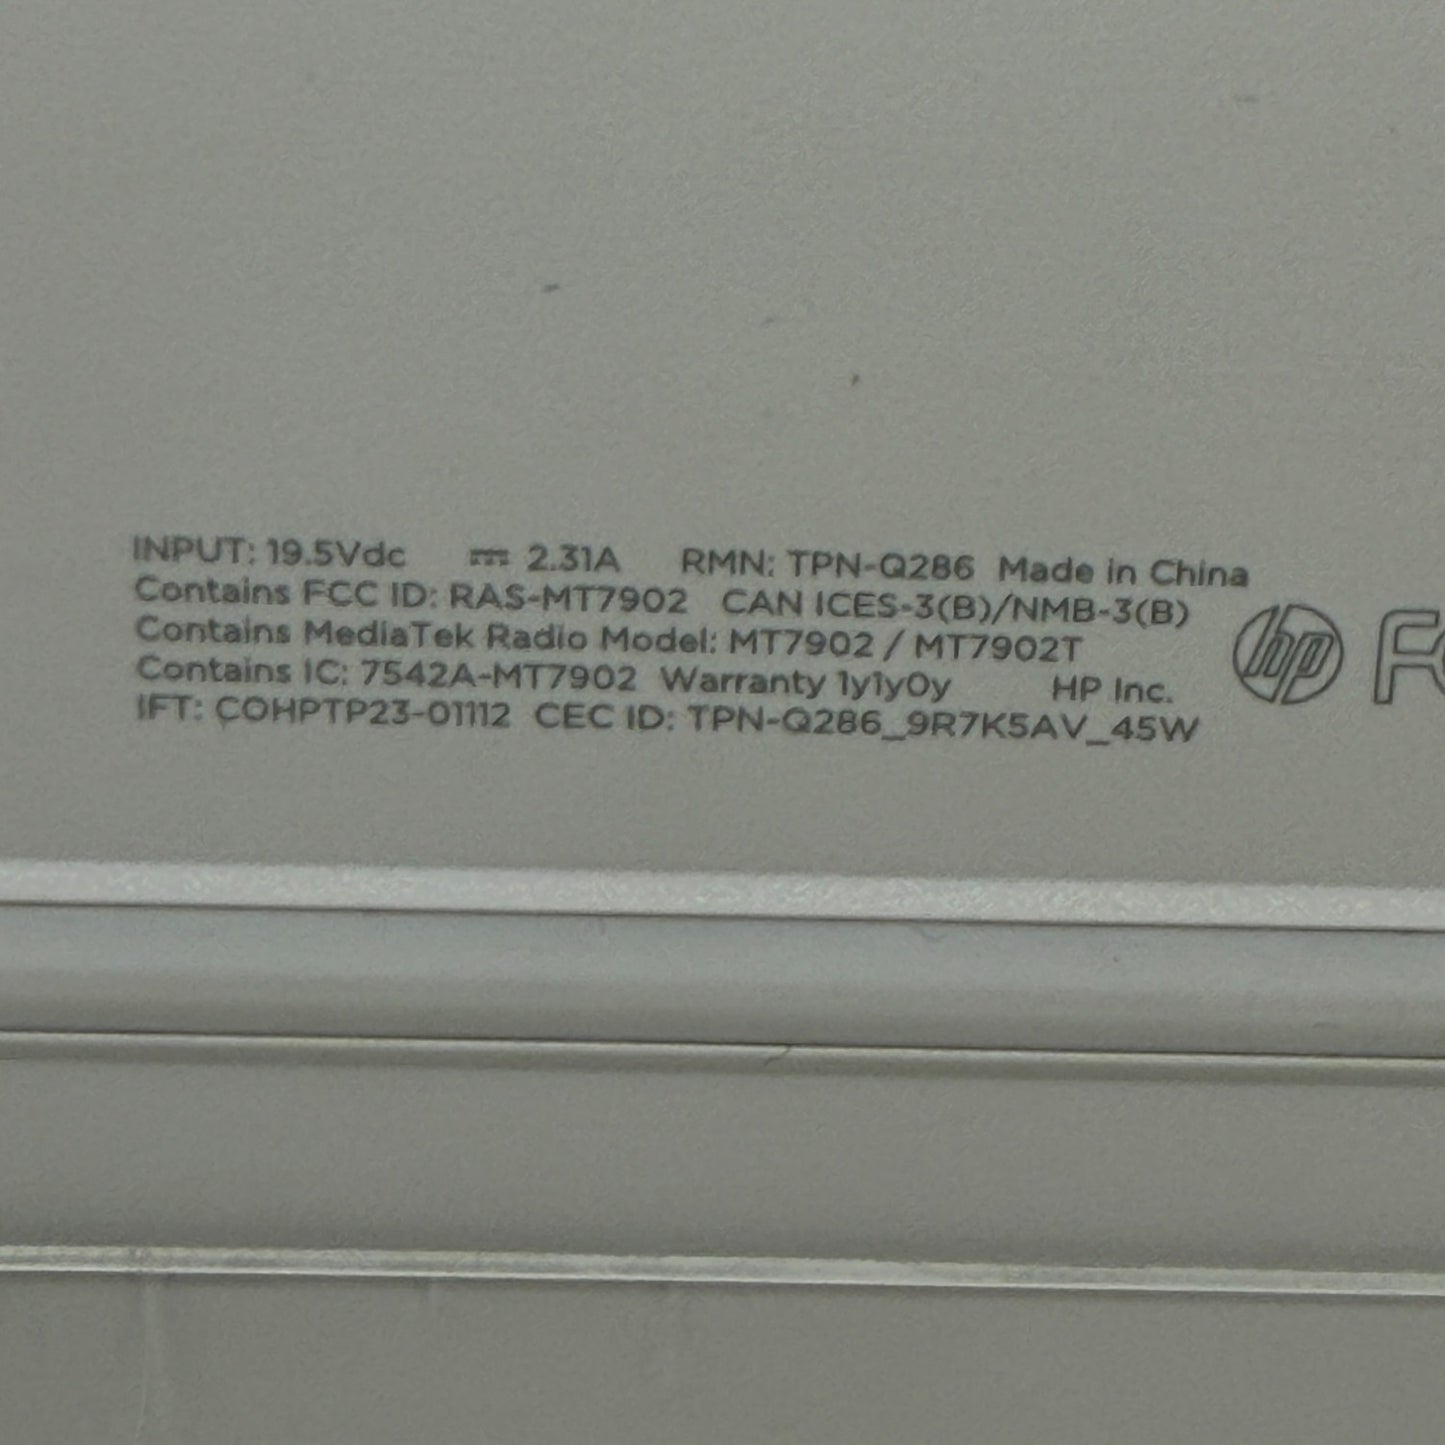 INPUT: 19.5Vdc ⎓ 2.31A RMN: TPN-Q286 Made in China
Contains FCC ID: RAS-MT7902 CAN ICES-3(B)/NMB-3(B)
Contains MediaTek Radio Model: MT7902 / MT7902T
Contains IC: 7542A-MT7902 Warranty 1y1y0y HP Inc.
IFT: COHPTP23-01112 CEC ID: TPN-Q286_9R7K5AV_45W
hp